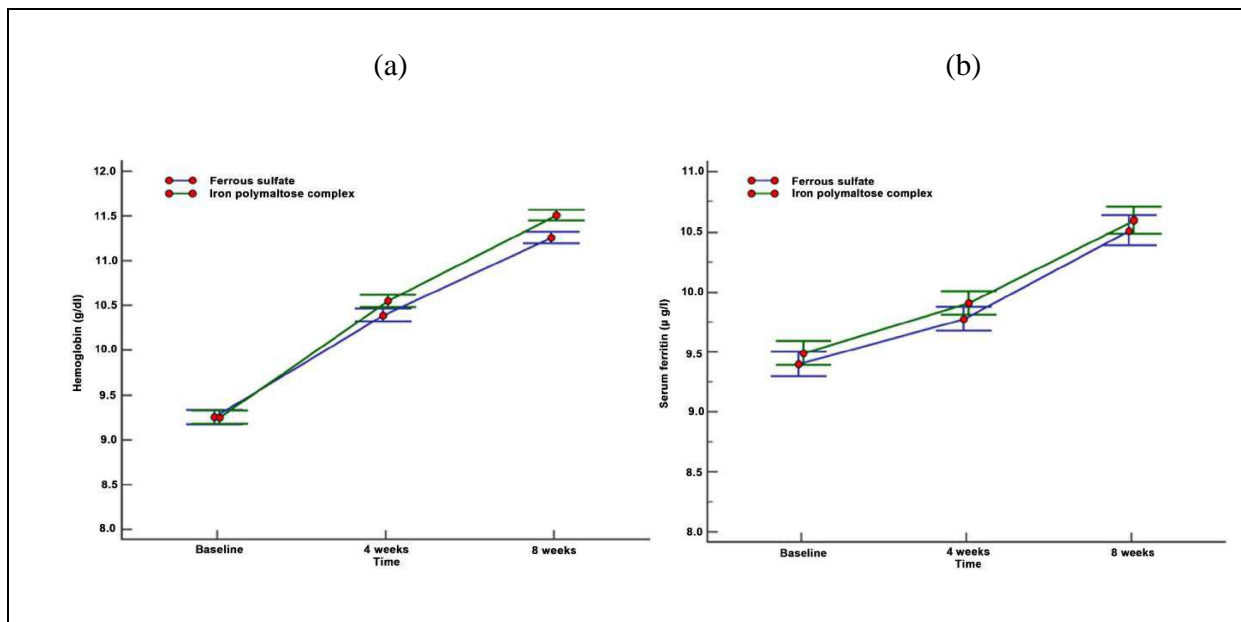 (a)
12.0
11.5
11.0
10.5
10.0
9.5
9.0
8.5
8.0
Hemoglobin (g/dl)
Ferrous sulfate
Iron polymaltose complex
Baseline
4 weeks
8 weeks
Time
(b)
11.0
10.5
10.0
9.5
9.0
8.5
8.0
Serum ferritin (µ g/l)
Ferrous sulfate
Iron polymaltose complex
Baseline
4 weeks
8 weeks
Time